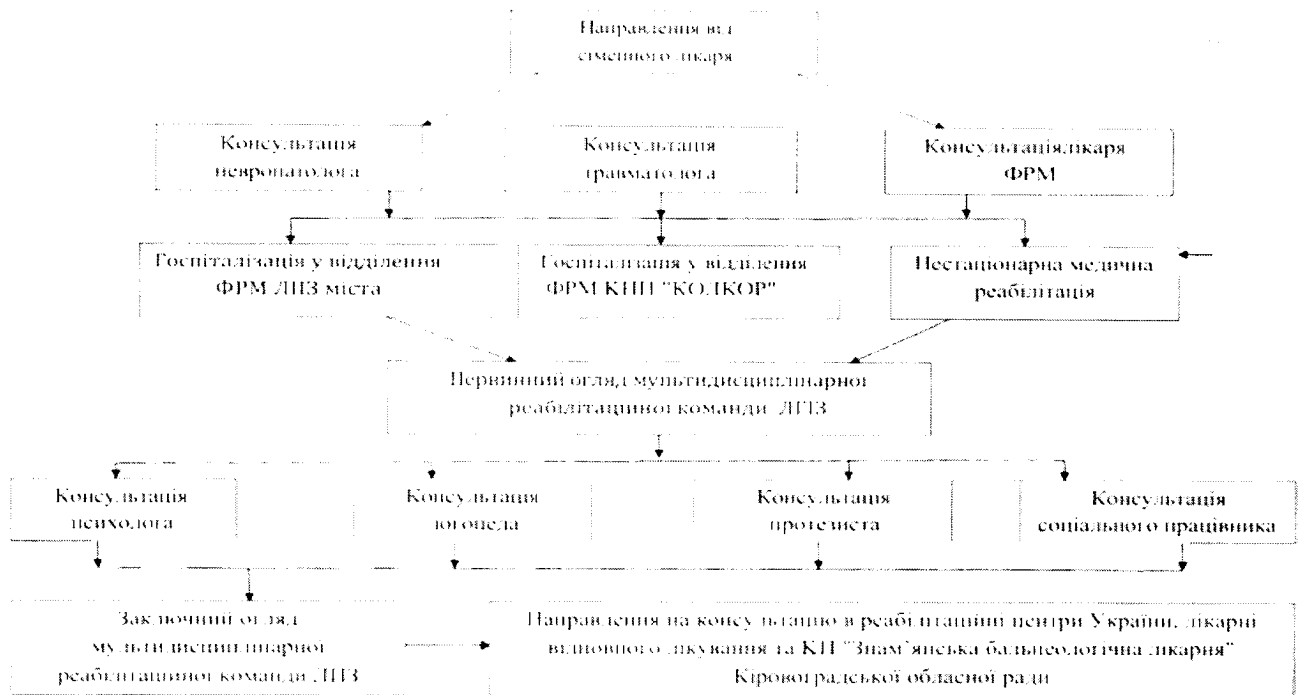 Направлення від
сімейного лікаря
Консультація
невропатолога
Консультація
травматолога
Консультаціялікаря
ФРМ
Госпіталізація у відділення
ФРМ ЛПЗ міста
Госпіталізація у відділення
ФРМ КНП "КОЛКОР"
Нестаціонарна медична
реабілітація
Первинний огляд мультидисциплінарної
реабілітаційної команди ЛПЗ
Консультація
психолога
Консультація
логопеда
Консультація
протезиста
Консультація
соціального працівника
Заключний огляд
мультидисциплінарної
реабілітаційної команди ЛПЗ
Направлення на консультацію в реабілітаційні центри України, лікарні
відновного лікування та КП "Знам'янська бальнеологічна лікарня"
Кіровоградської обласної ради